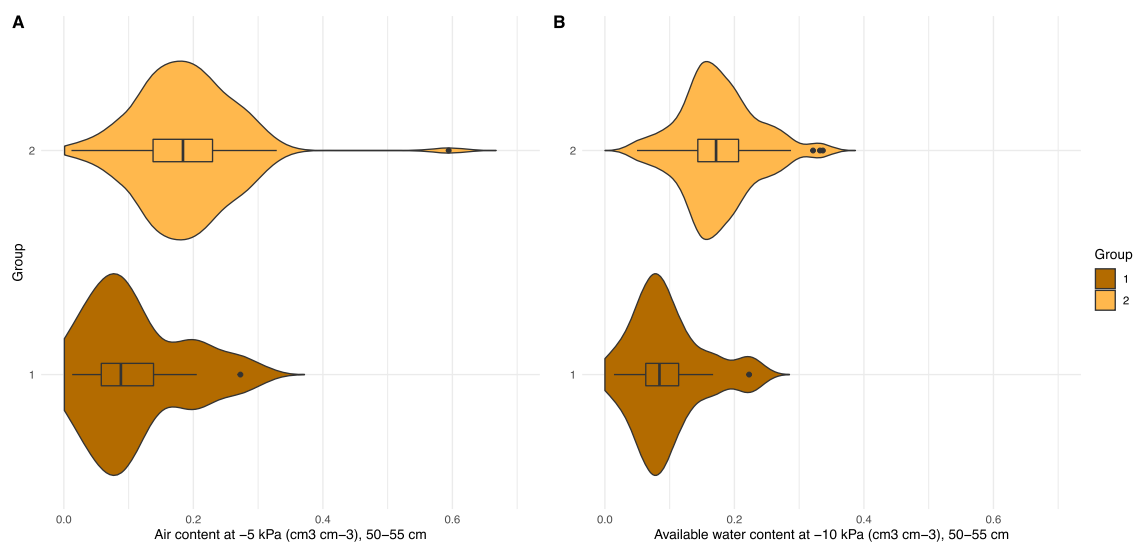 A
B
2
2
Group
1
1
0.0 0.2 0.4 0.6
0.0 0.2 0.4 0.6
Air content at −5 kPa (cm3 cm−3), 50−55 cm
Available water content at −10 kPa (cm3 cm−3), 50−55 cm
Group
1
2